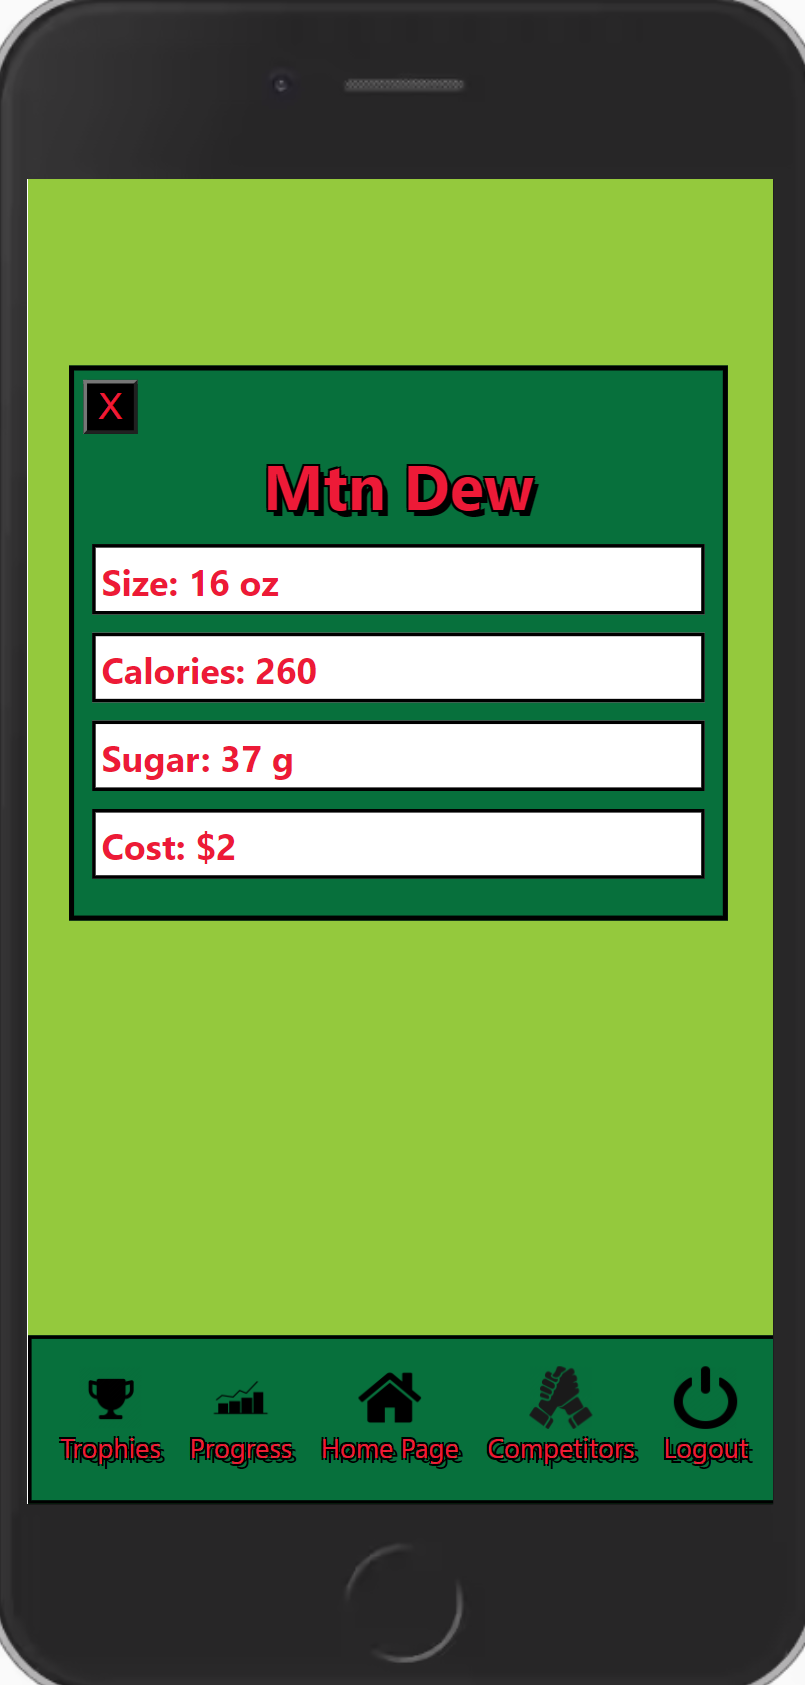 X
Mtn Dew
Size: 16 oz
Calories: 260
Sugar: 37 g
Cost: $2
Trophies Progress Home Page Competitors Logout